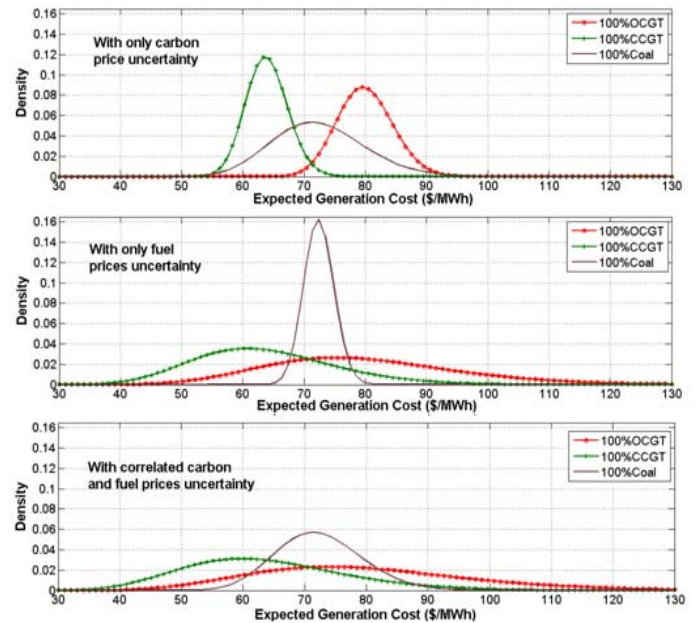 0.16
0.14
0.12
0.1
0.08
0.06
0.04
0.02
0
Density
With only carbon
price uncertainty
100%OCGT
100%CCGT
100%Coal
30 40 50 60 70 80 90 100 110 120 130
Expected Generation Cost ($/MWh)
0.16
0.14
0.12
0.1
0.08
0.06
0.04
0.02
0
Density
With only fuel
prices uncertainty
100%OCGT
100%CCGT
100%Coal
30 40 50 60 70 80 90 100 110 120 130
Expected Generation Cost ($/MWh)
0.16
0.14
0.12
0.1
0.08
0.06
0.04
0.02
0
Density
With correlated carbon
and fuel prices uncertainty
100%OCGT
100%CCGT
100%Coal
30 40 50 60 70 80 90 100 110 120 130
Expected Generation Cost ($/MWh)